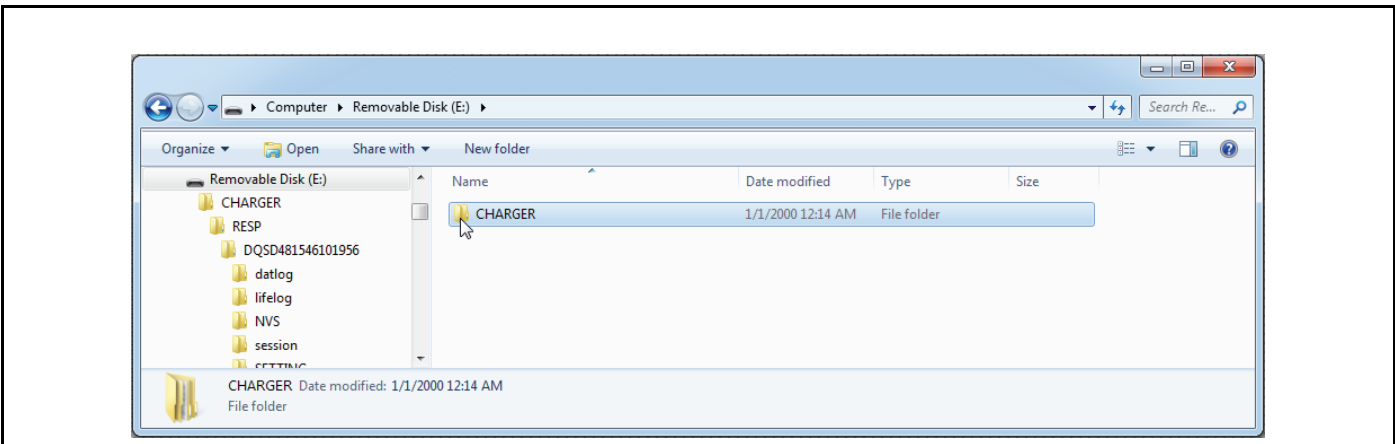 Computer Removable Disk (E:)
Search Re...
Organize Open Share with New folder
Removable Disk (E:)
CHARGER
RESP
DQSD481546101956
datlog
lifelog
NVS
session
SETTING
Name Date modified Type Size
CHARGER 1/1/2000 12:14 AM File folder
CHARGER Date modified: 1/1/2000 12:14 AM
File folder